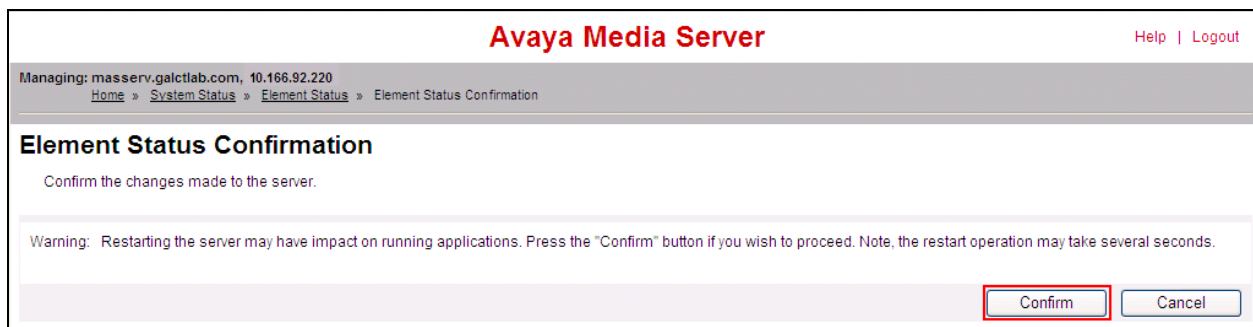 Avaya Media Server
Help | Logout
Managing: masserv.galctlab.com, 10.166.92.220
Home » System Status » Element Status » Element Status Confirmation
Element Status Confirmation
Confirm the changes made to the server.
Warning: Restarting the server may have impact on running applications. Press the "Confirm" button if you wish to proceed. Note, the restart operation may take several seconds.
Confirm Cancel